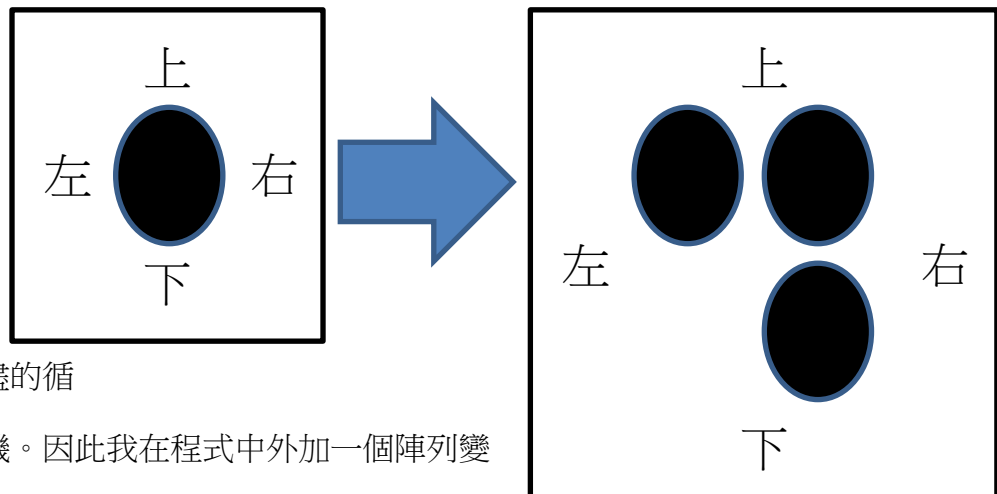 上
左 右
下
上
左 右
下
的循
。因此我在程式中外加一個陣列變